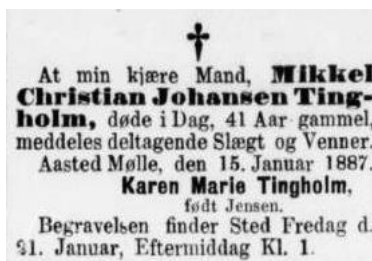 At min kjære Mand, Mikkel
Christian Johansen Ting-
holm, døde i Dag, 41 Aar gammel,
meddeles deltagende Slægt og Venner.
Aasted Mølle, den 15. Januar 1887.
Karen Marie Tingholm,
født Jensen.
Begravelsen finder Sted Fredag d.
21. Januar, Eftermiddag Kl. 1.